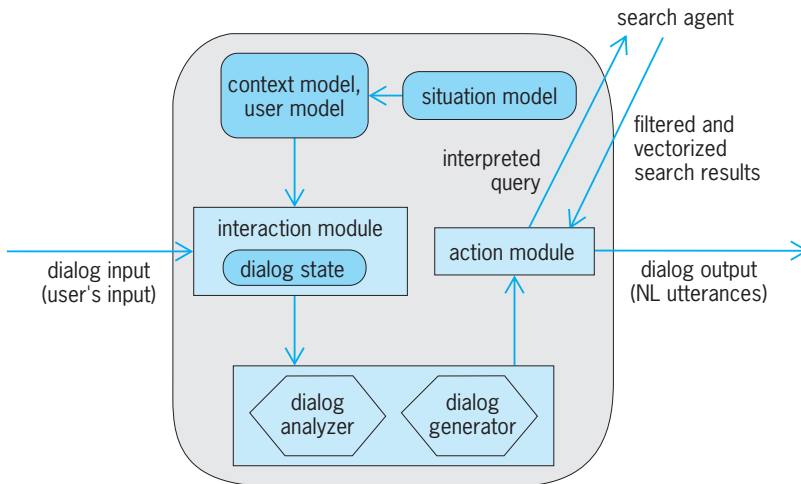 search agent
context model,
user model
situation model
filtered and
vectorized
search results
interpreted
query
interaction module
dialog state
action module
dialog input
(user's input)
dialog output
(NL utterances)
dialog
analyzer
dialog
generator